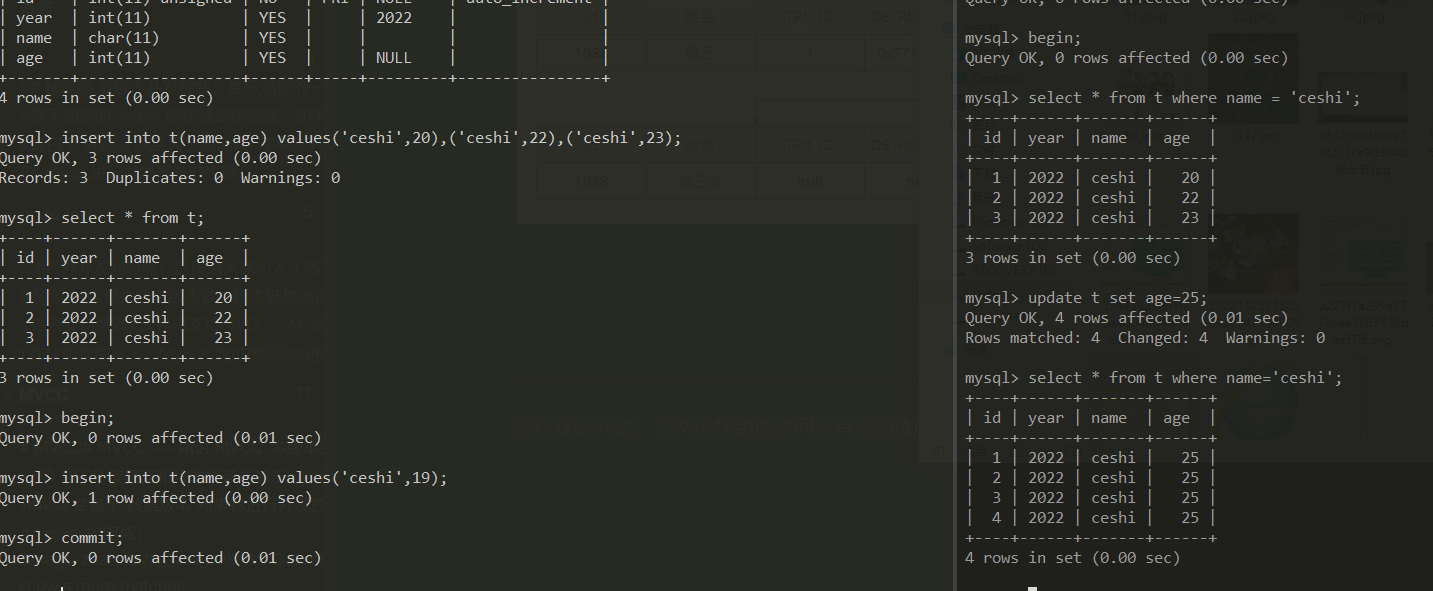 | id   | int(11) unsigned | NO   | PRI | NULL    | auto_increment |
| year  | int(11)          | YES  |     | 2022    |                |
| name  | char(11)         | YES  |     |         |                |
| age   | int(11)          | YES  |     | NULL    |                |
+-------+------------------+------+-----+---------+----------------+
4 rows in set (0.00 sec)
mysql> insert into t(name,age) values('ceshi',20),('ceshi',22),('ceshi',23);
Query OK, 3 rows affected (0.00 sec)
Records: 3  Duplicates: 0  Warnings: 0
mysql> select * from t;
+----+------+-------+------+
| id | year | name  | age  |
+----+------+-------+------+
|  1 | 2022 | ceshi |   20 |
|  2 | 2022 | ceshi |   22 |
|  3 | 2022 | ceshi |   23 |
+----+------+-------+------+
3 rows in set (0.00 sec)
mysql> begin;
Query OK, 0 rows affected (0.01 sec)
mysql> insert into t(name,age) values('ceshi',19);
Query OK, 1 row affected (0.00 sec)
mysql> commit;
Query OK, 0 rows affected (0.01 sec)
Query OK, 0 rows affected (0.00 sec)
mysql> begin;
Query OK, 0 rows affected (0.00 sec)
mysql> select * from t where name = 'ceshi';
+----+------+-------+------+
| id | year | name  | age  |
+----+------+-------+------+
|  1 | 2022 | ceshi |   20 |
|  2 | 2022 | ceshi |   22 |
|  3 | 2022 | ceshi |   23 |
+----+------+-------+------+
3 rows in set (0.00 sec)
mysql> update t set age=25;
Query OK, 4 rows affected (0.01 sec)
Rows matched: 4  Changed: 4  Warnings: 0
mysql> select * from t where name='ceshi';
+----+------+-------+------+
| id | year | name  | age  |
+----+------+-------+------+
|  1 | 2022 | ceshi |   25 |
|  2 | 2022 | ceshi |   25 |
|  3 | 2022 | ceshi |   25 |
|  4 | 2022 | ceshi |   25 |
+----+------+-------+------+
4 rows in set (0.00 sec)